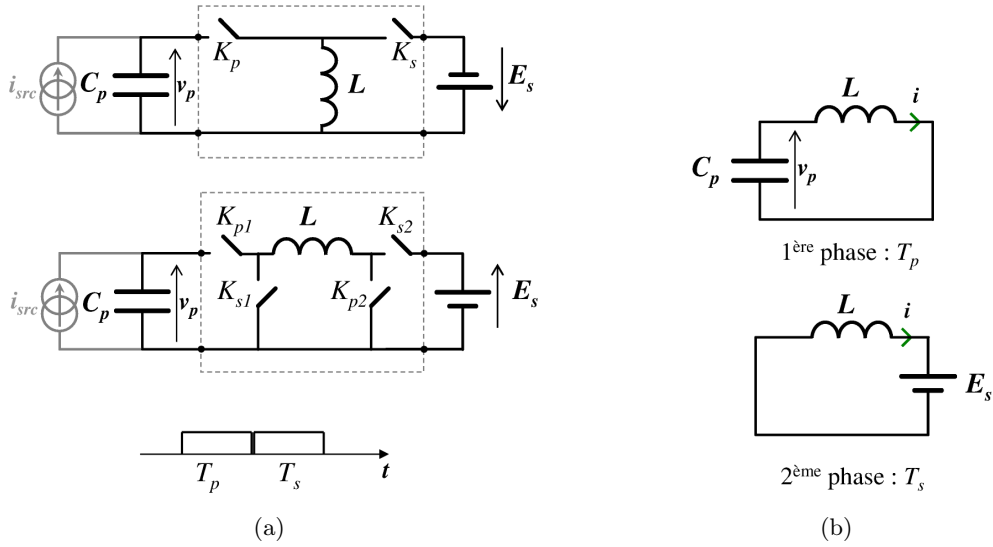 K_p K_s
i_src C_p v_p L E_s
K_p1 L K_s2
i_src C_p v_p K_s1 K_p2 E_s
T_p T_s t
(a)
L i
C_p v_p
1ère phase : T_p
L i
E_s
2ème phase : T_s
(b)